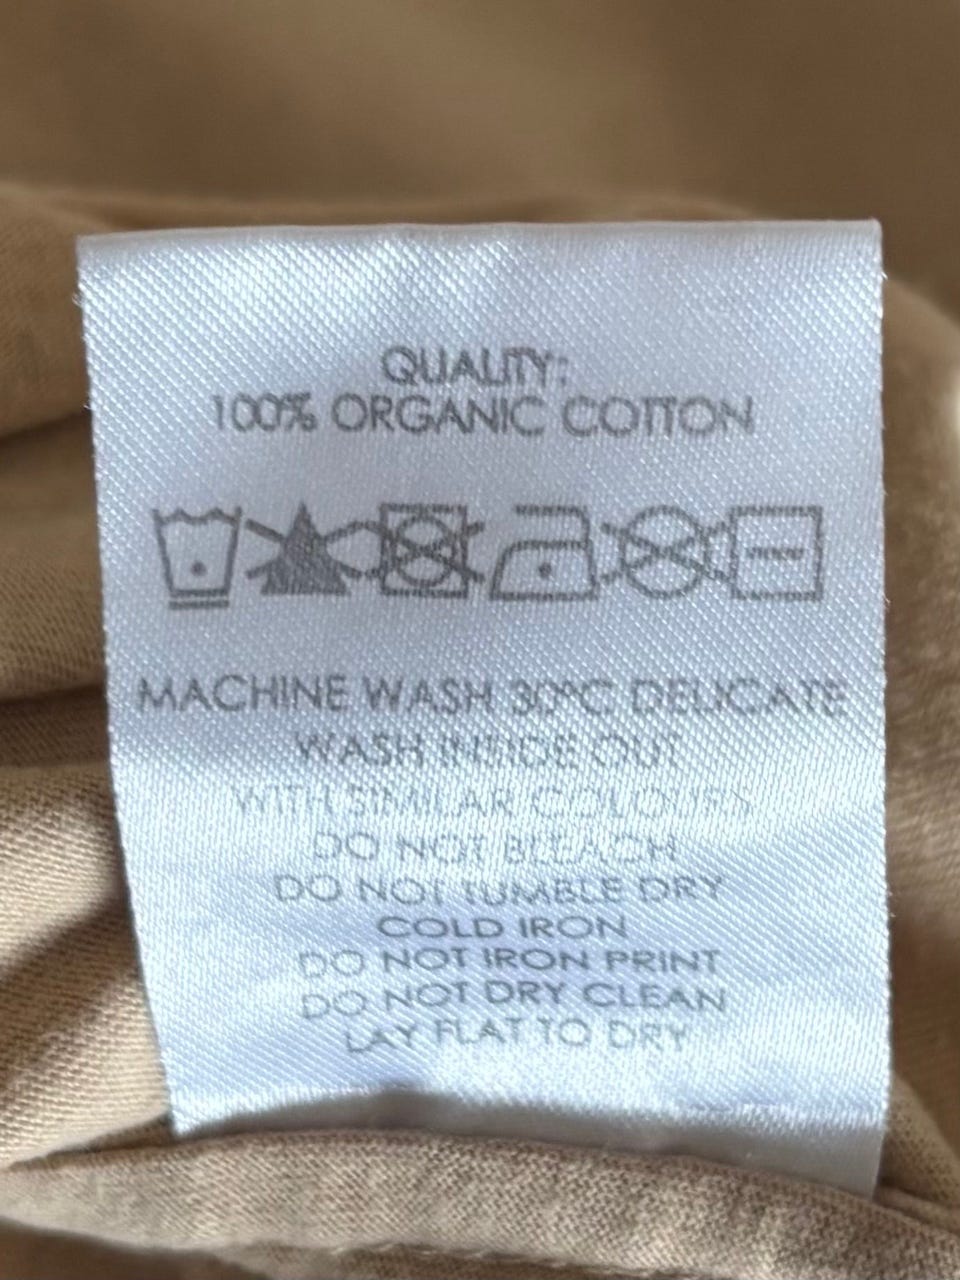 QUALITY:
100% ORGANIC COTTON
MACHINE WASH 30°C DELICATE
WASH INSIDE OUT
WITH SIMILAR COLOURS
DO NOT BLEACH
DO NOT TUMBLE DRY
COLD IRON
DO NOT IRON PRINT
DO NOT DRY CLEAN
LAY FLAT TO DRY